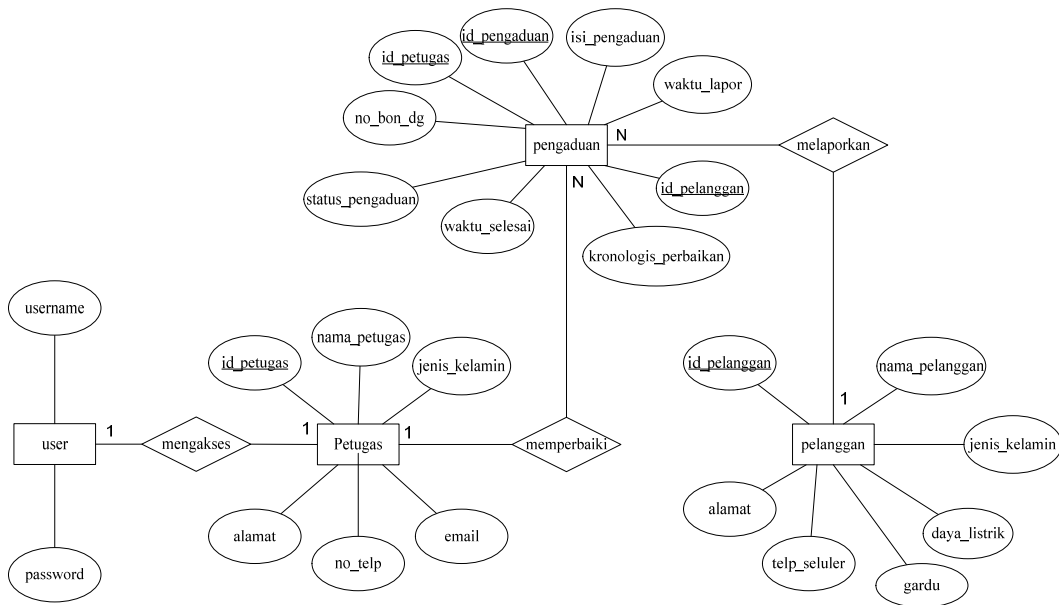 id_pengaduan
isi_pengaduan
id_petugas
waktu_lapor
no_bon_dg
pengaduan
N
melaporkan
N
id_pelanggan
status_pengaduan
waktu_selesai
kronologis_perbaikan
username
nama_petugas
id_petugas
jenis_kelamin
id_pelanggan
nama_pelanggan
1
user
1
mengakses
1
Petugas
1
memperbaiki
pelanggan
jenis_kelamin
alamat
alamat
email
daya_listrik
no_telp
telp_seluler
password
gardu